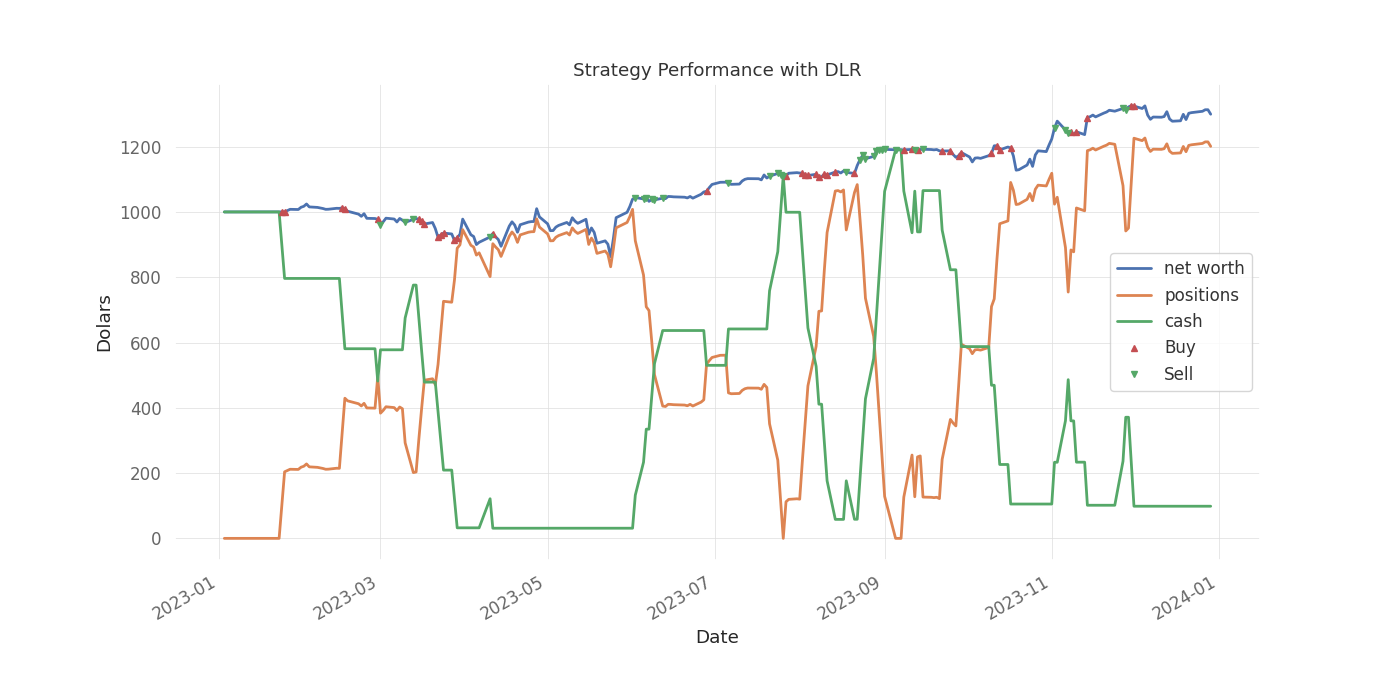 Strategy Performance with DLR
Dolars
1200
1000
800
600
400
200
0
net worth
positions
cash
Buy
Sell
2023-01
2023-03
2023-05
2023-07
2023-09
2023-11
2024-01
Date